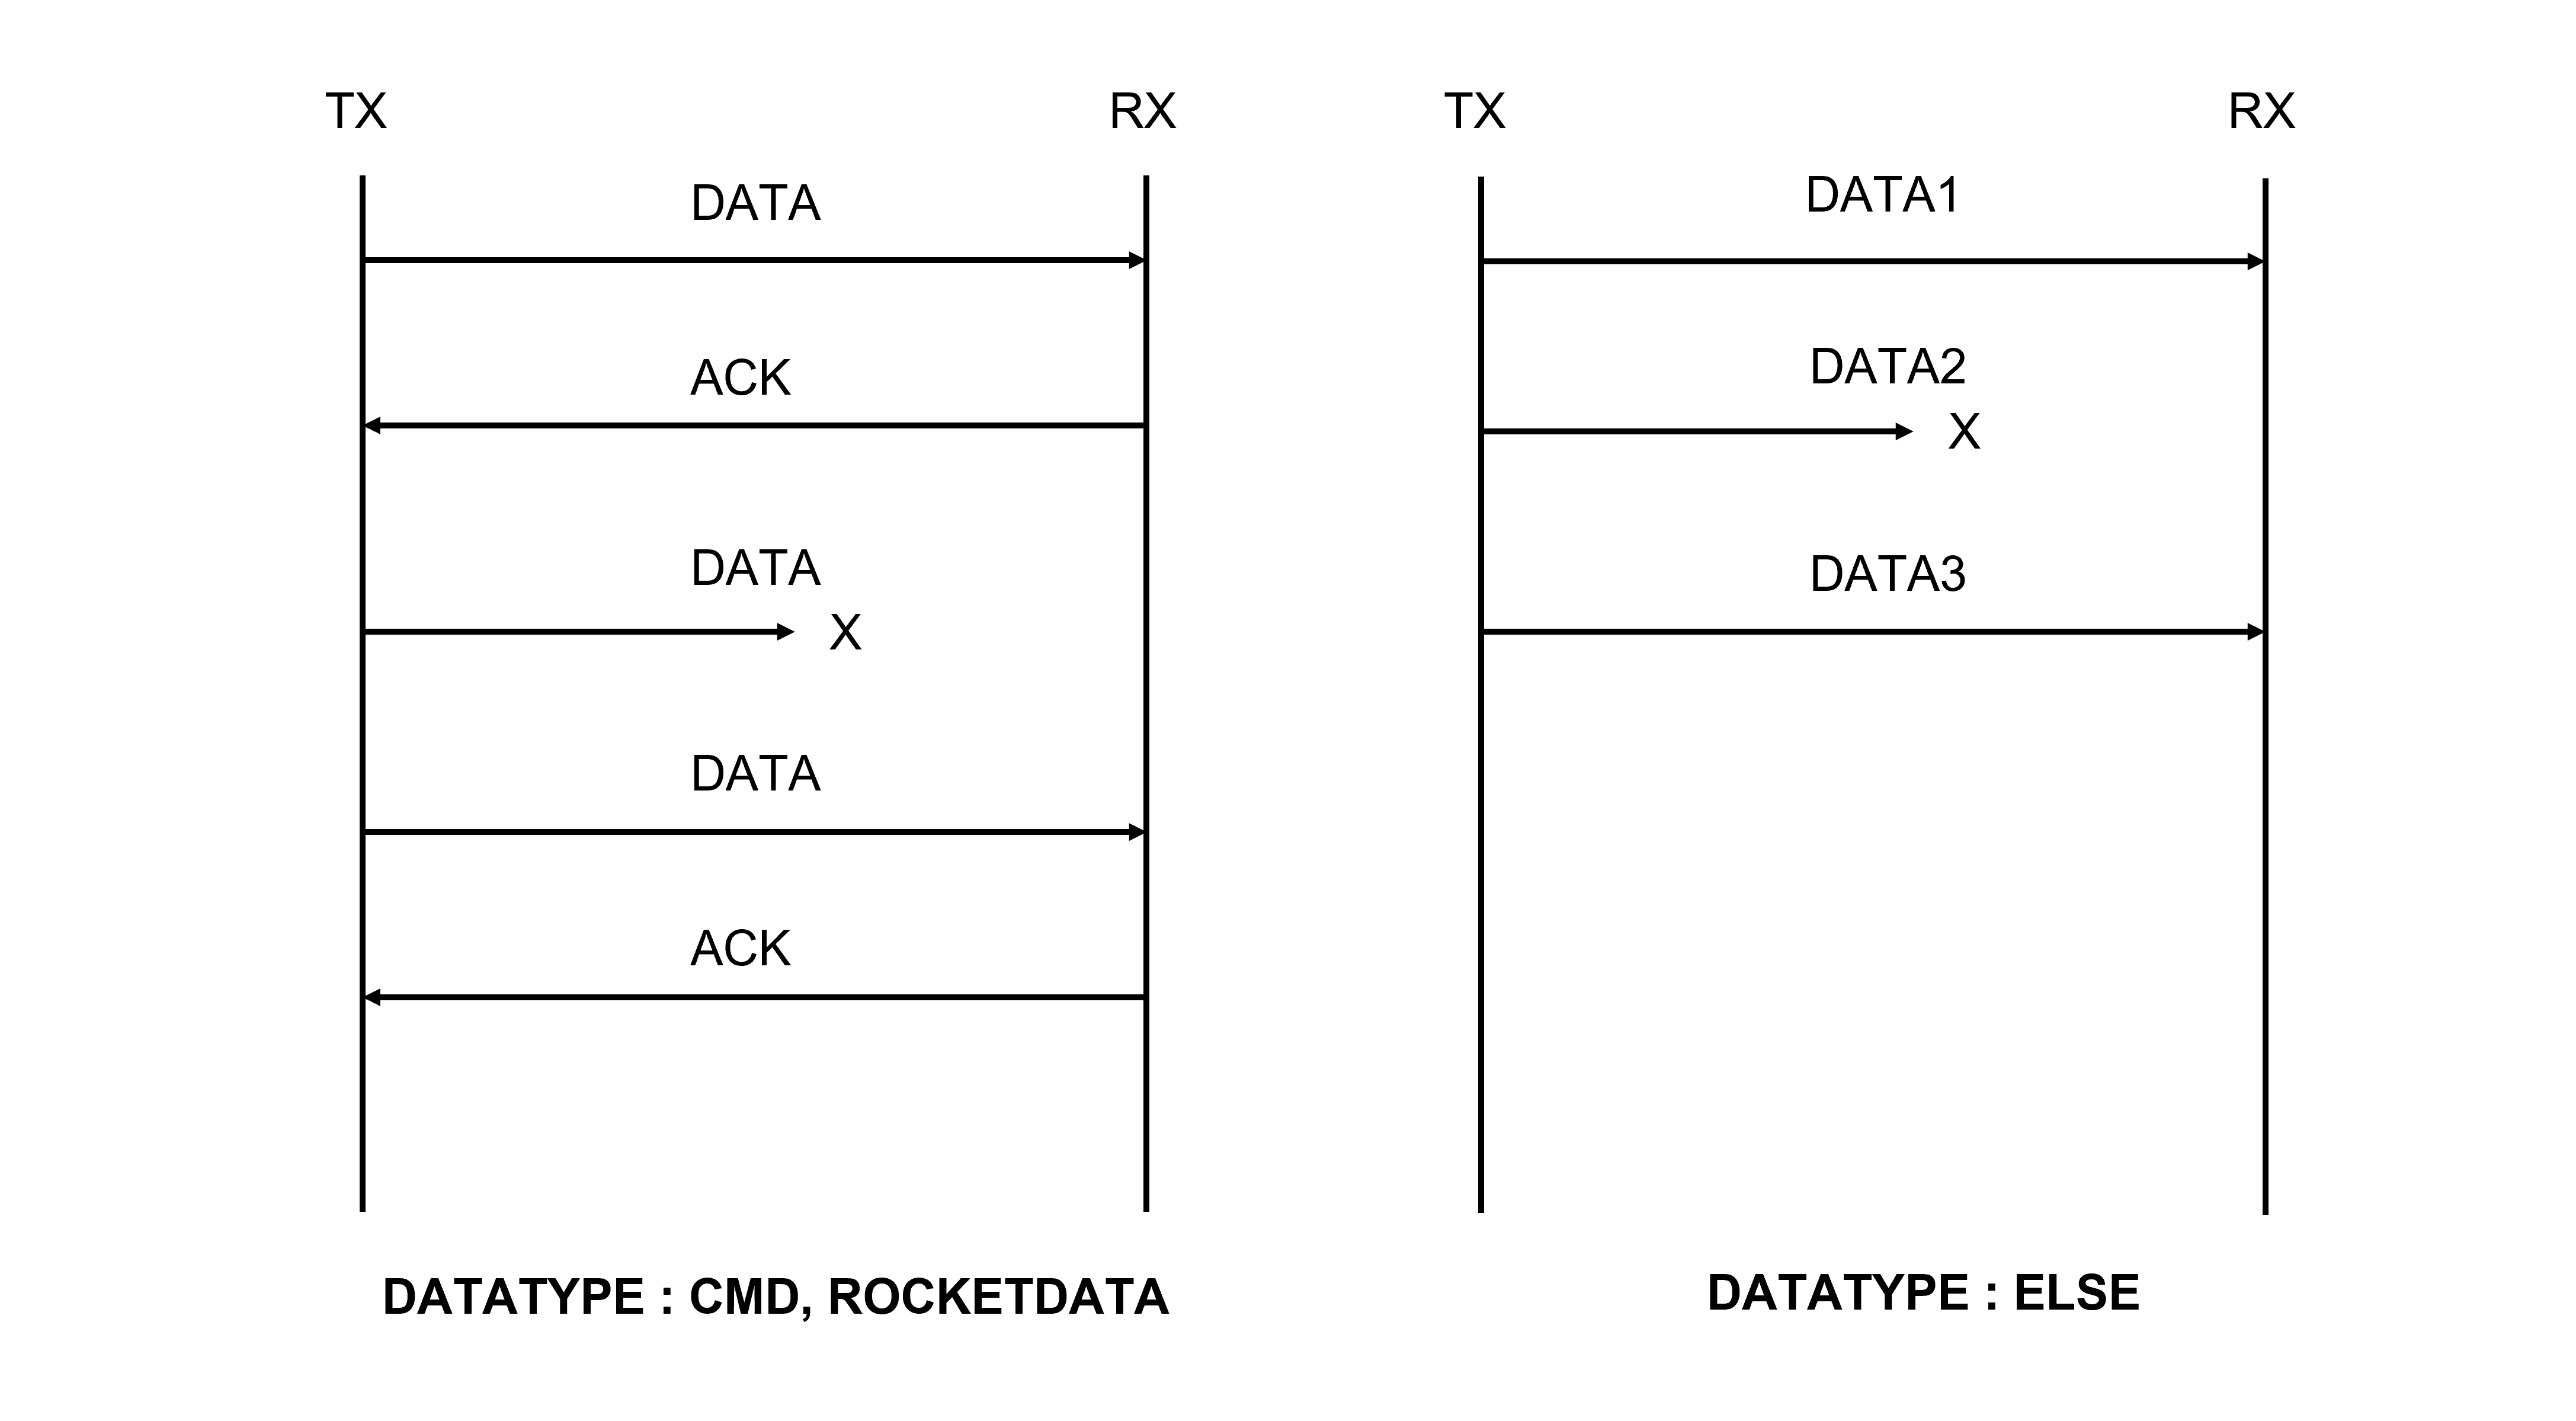 TX
RX
DATA
ACK
DATA
X
DATA
ACK
DATATYPE : CMD, ROCKETDATA
TX
RX
DATA1
DATA2
X
DATA3
DATATYPE : ELSE